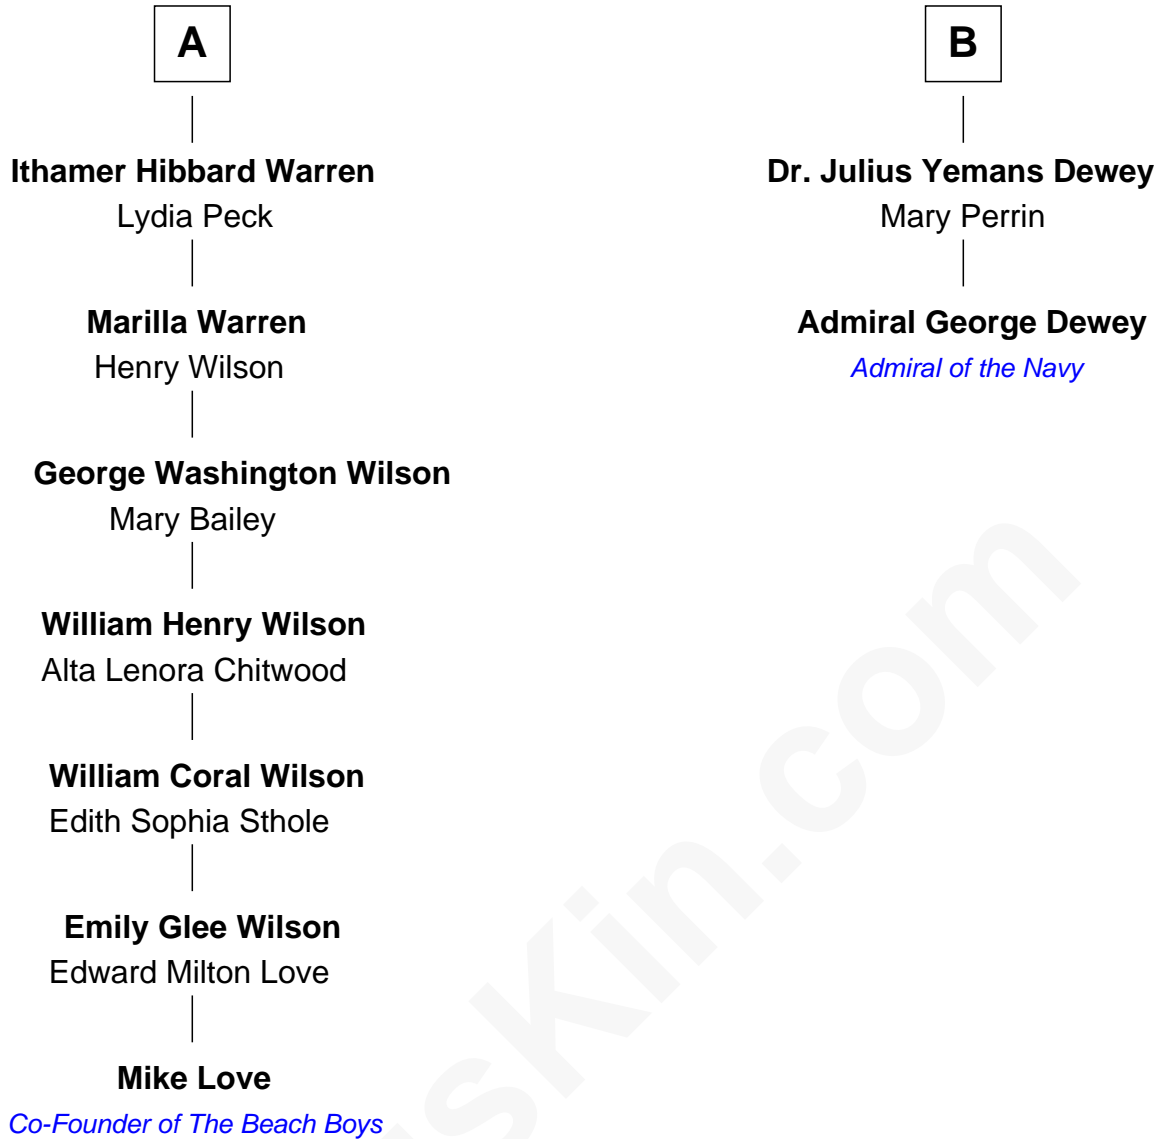 A
Ithamer Hibbard Warren
Lydia Peck
Marilla Warren
Henry Wilson
George Washington Wilson
Mary Bailey
William Henry Wilson
Alta Lenora Chitwood
William Coral Wilson
Edith Sophia Sthole
Emily Glee Wilson
Edward Milton Love
Mike Love
Co-Founder of The Beach Boys
B
Dr. Julius Yemans Dewey
Mary Perrin
Admiral George Dewey
Admiral of the Navy
usKin.com